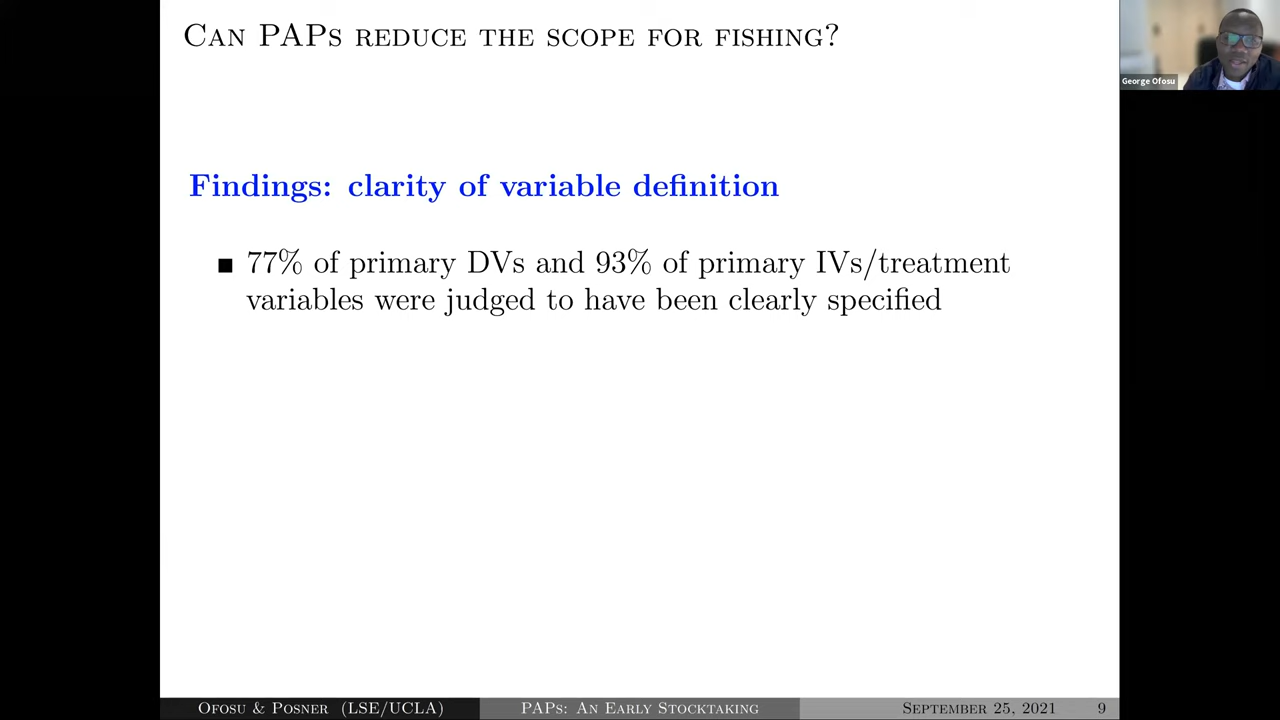 Can PAPs reduce the scope for fishing?
George Ofosu
Findings: clarity of variable definition
77% of primary DVs and 93% of primary IVs/treatment
variables were judged to have been clearly specified
Ofosu & Posner (LSE/UCLA) PAPs: An Early Stocktaking September 25, 2021 9